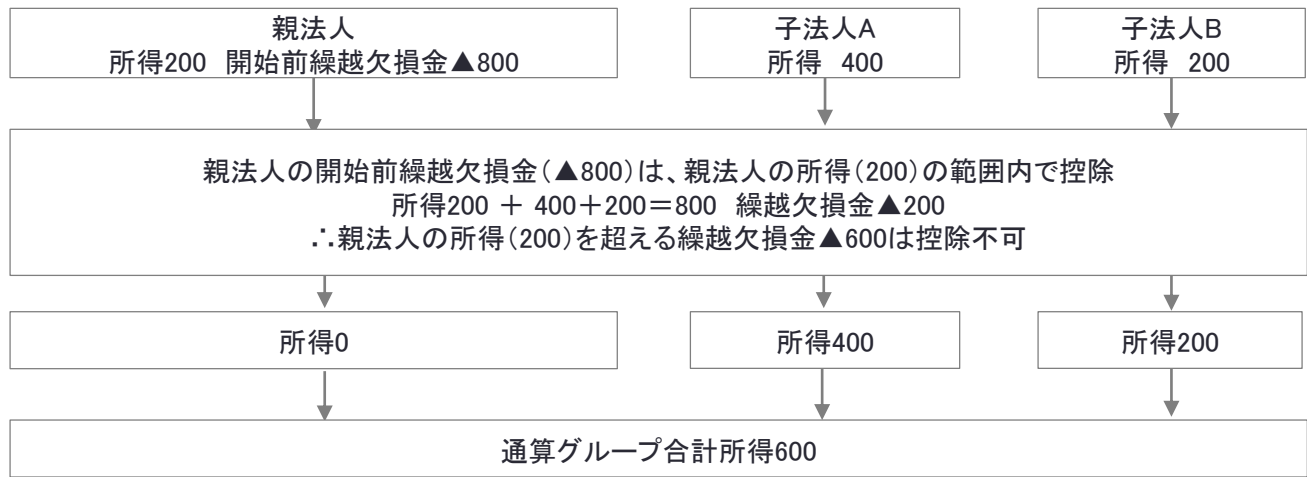 親法人
所得200 開始前繰越欠損金▲800
子法人A
所得 400
子法人B
所得 200
親法人の開始前繰越欠損金(▲800)は、親法人の所得(200)の範囲内で控除
所得200 + 400+200=800 繰越欠損金▲200
∴親法人の所得(200)を超える繰越欠損金▲600は控除不可
所得0
所得400
所得200
通算グループ合計所得600